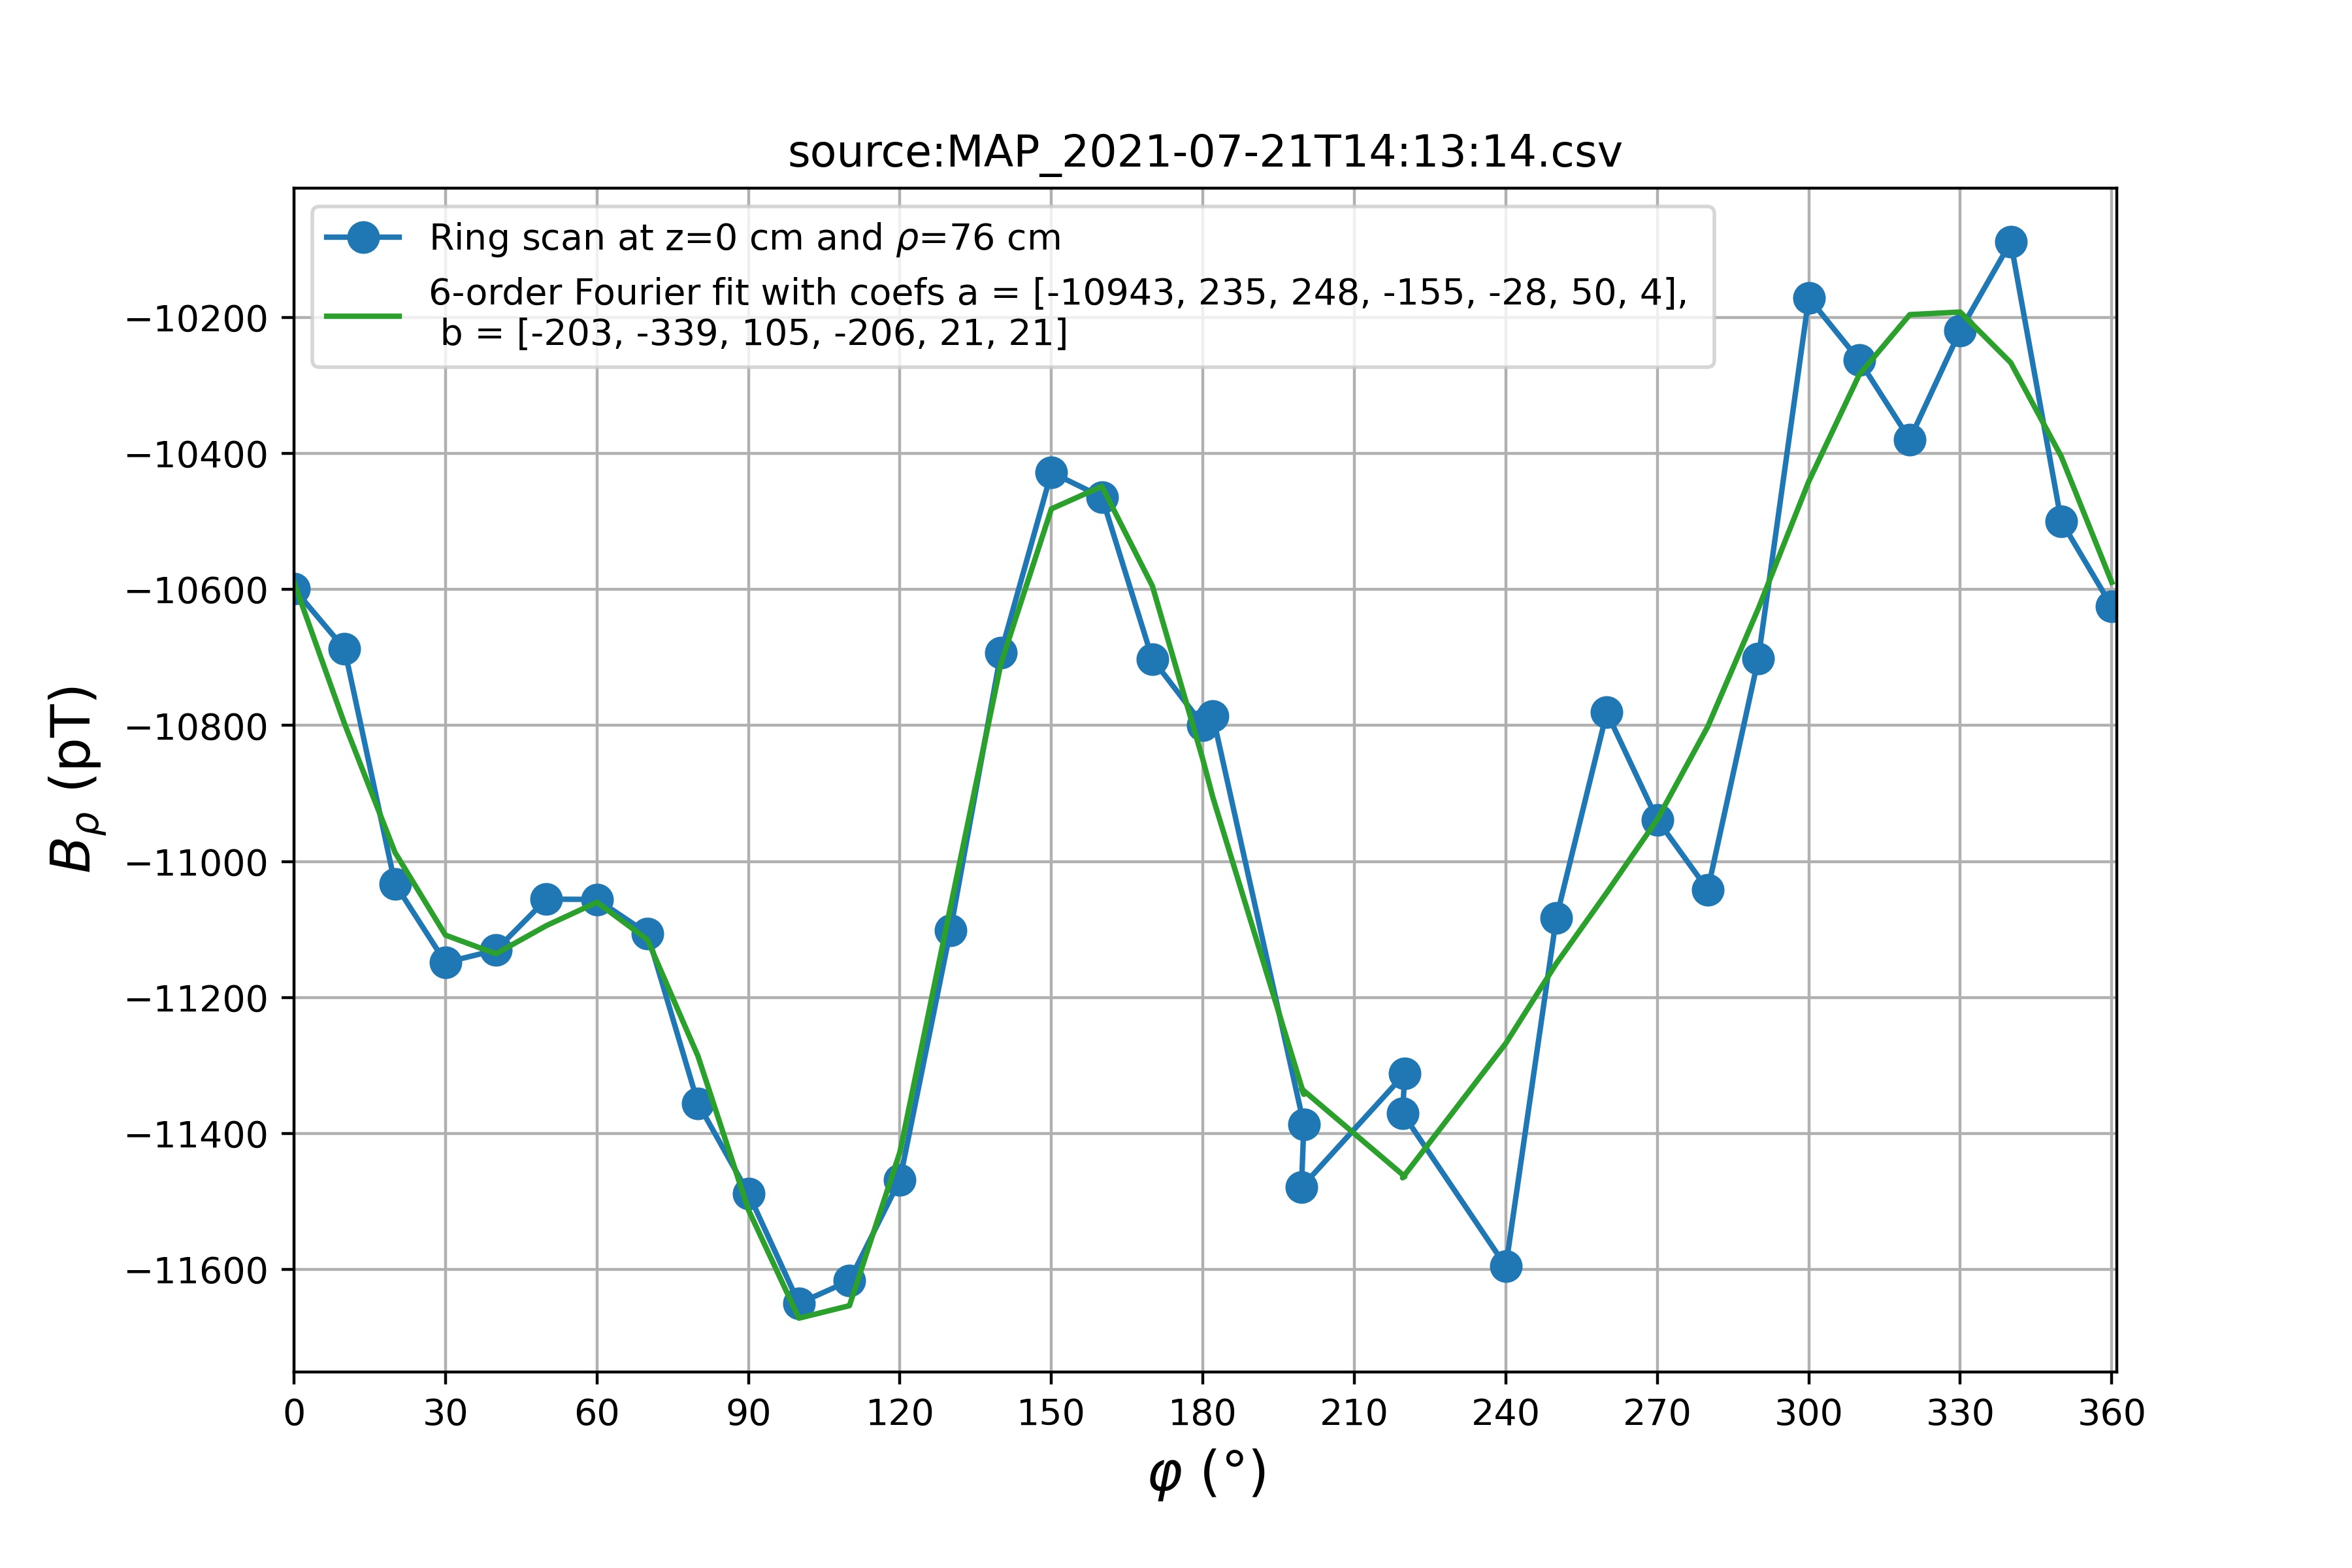 source:MAP_2021-07-21T14:13:14.csv
Ring scan at z=0 cm and ρ=76 cm
6-order Fourier fit with coefs a = [-10943, 235, 248, -155, -28, 50, 4],
b = [-203, -339, 105, -206, 21, 21]
−10200
−10400
−10600
−10800
−11000
−11200
−11400
−11600
Bρ (pT)
0 30 60 90 120 150 180 210 240 270 300 330 360
φ (°)